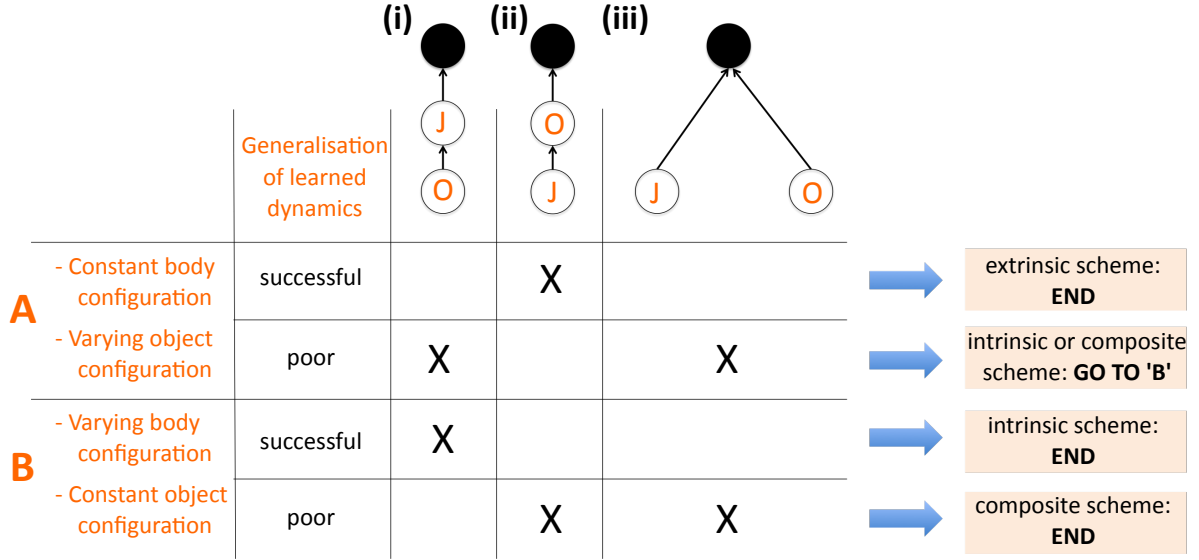 (i) (ii) (iii)
J O
O J J O
Generalisation
of learned
dynamics
A
- Constant body
configuration
- Varying object
configuration
successful X
extrinsic scheme:
END
poor X X
intrinsic or composite
scheme: GO TO 'B'
B
- Varying body
configuration
- Constant object
configuration
successful X
intrinsic scheme:
END
poor X X
composite scheme:
END